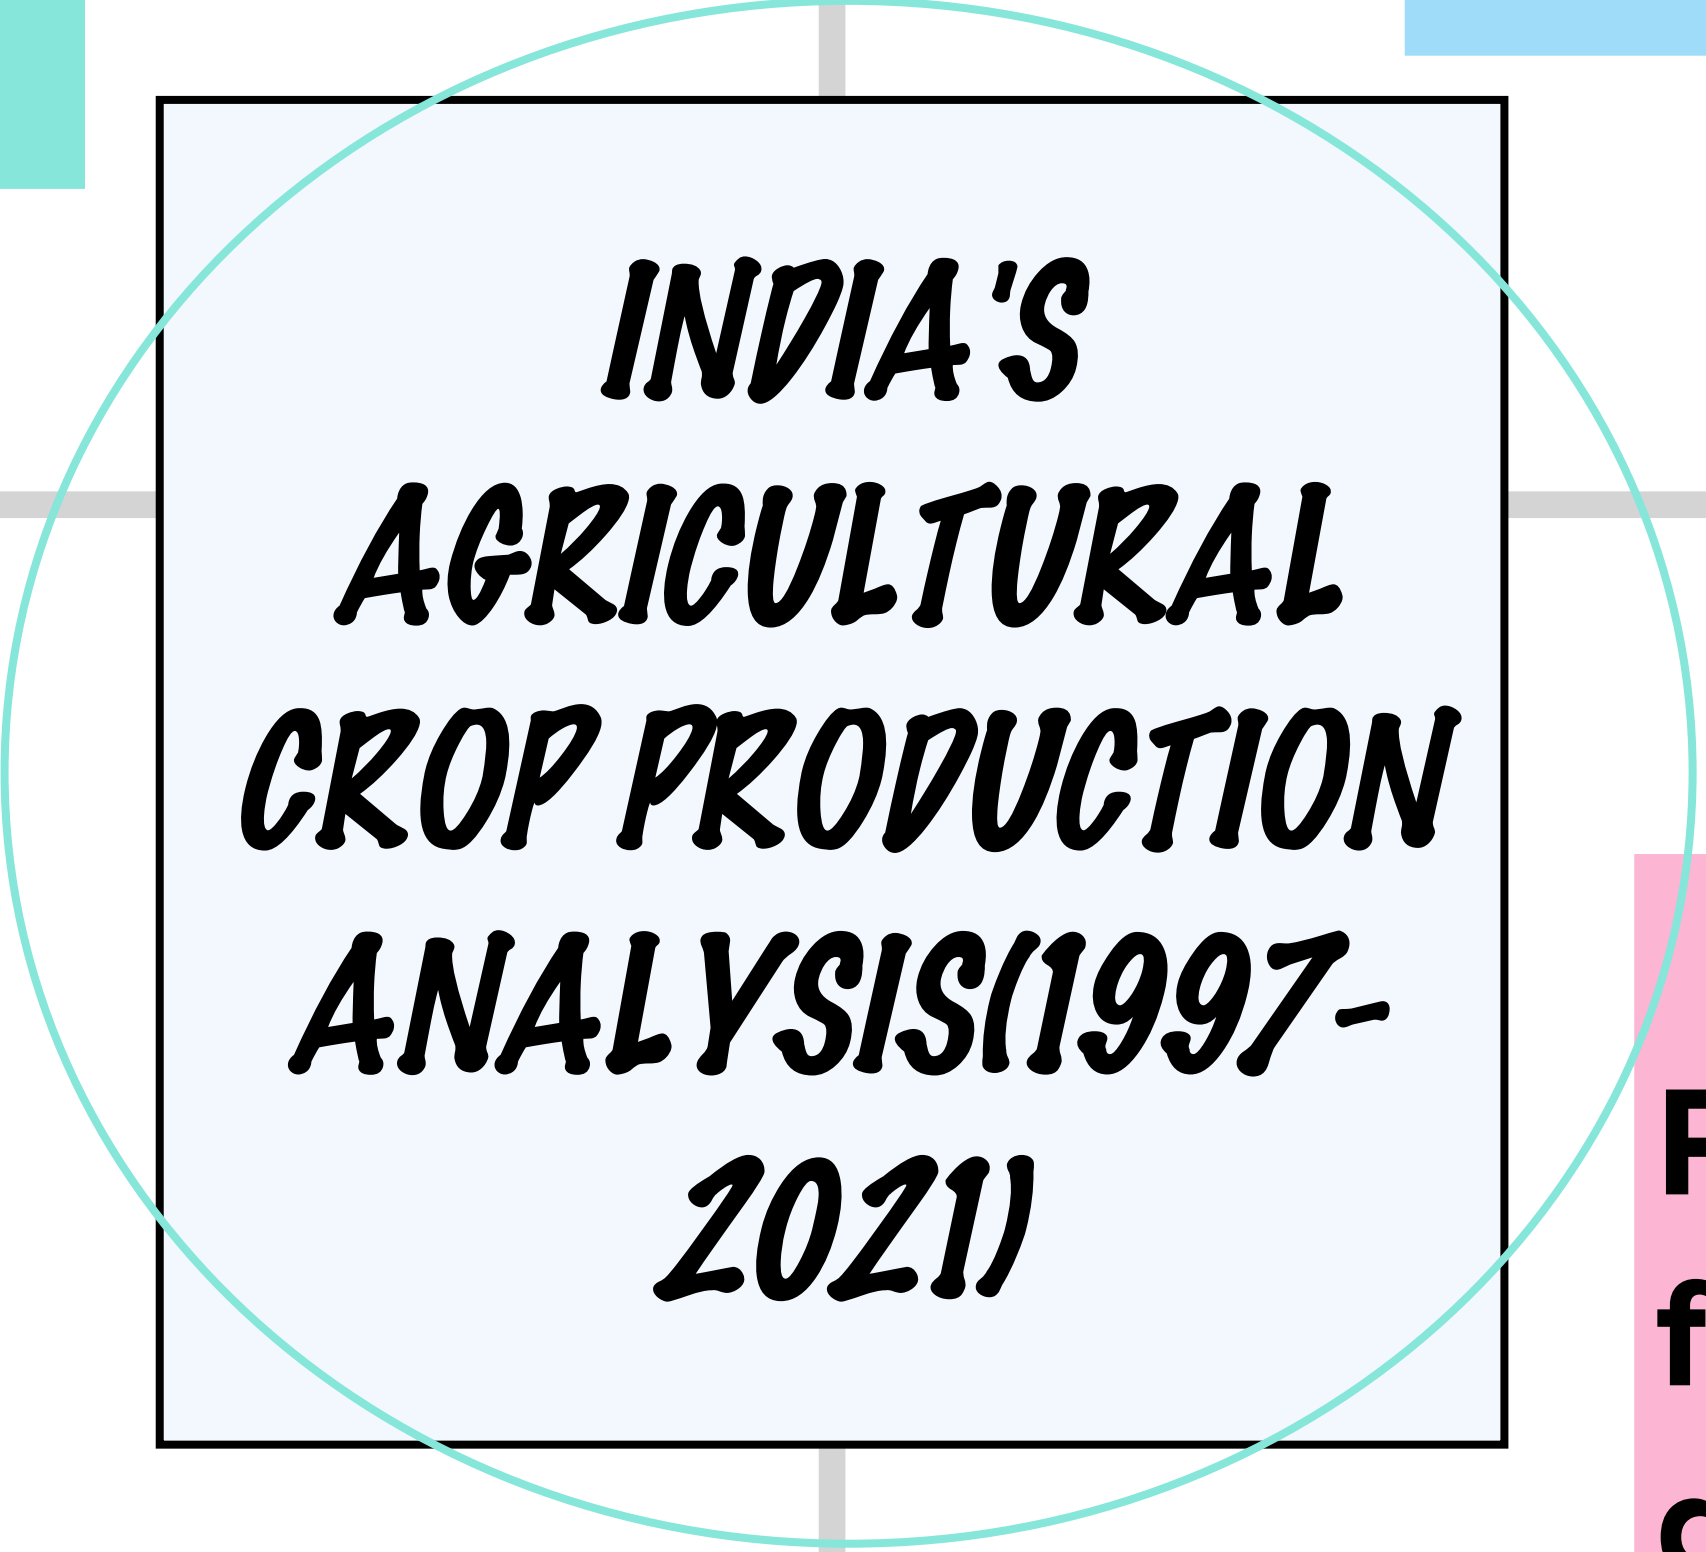 INDIA'S
AGRICULTURAL
CROP PRODUCTION
ANALYSIS(1997-
2021)
f